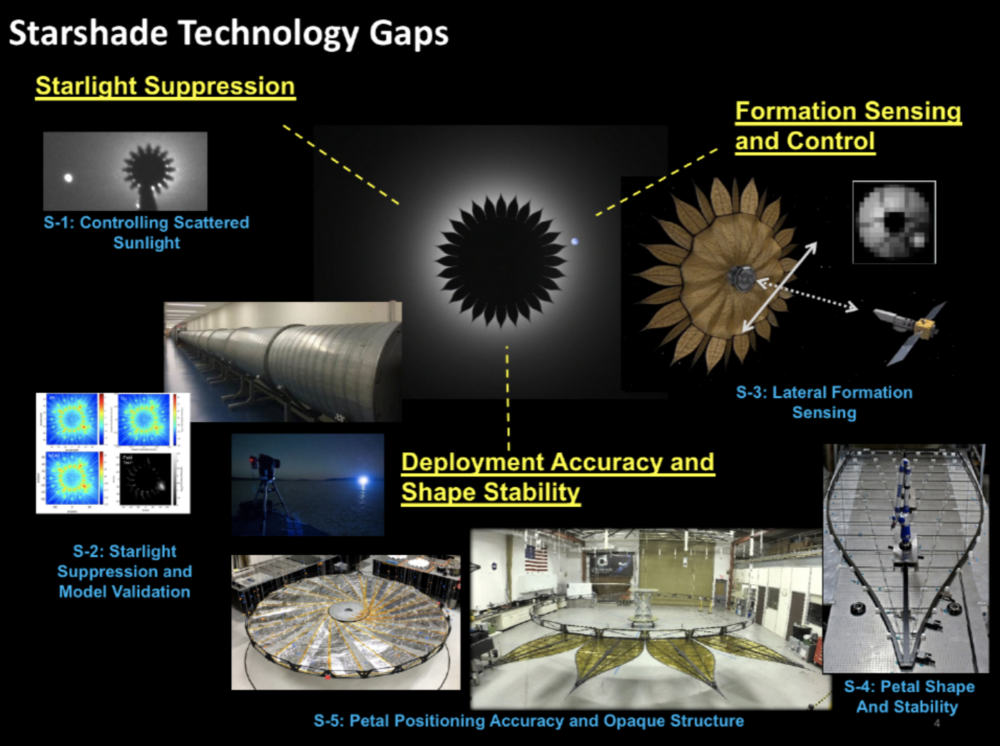 Starshade Technology Gaps
Starlight Suppression
Formation Sensing
and Control
S-1: Controlling Scattered
Sunlight
S-3: Lateral Formation
Sensing
Deployment Accuracy and
Shape Stability
S-2: Starlight
Suppression and
Model Validation
S-4: Petal Shape
And Stability
S-5: Petal Positioning Accuracy and Opaque Structure
4